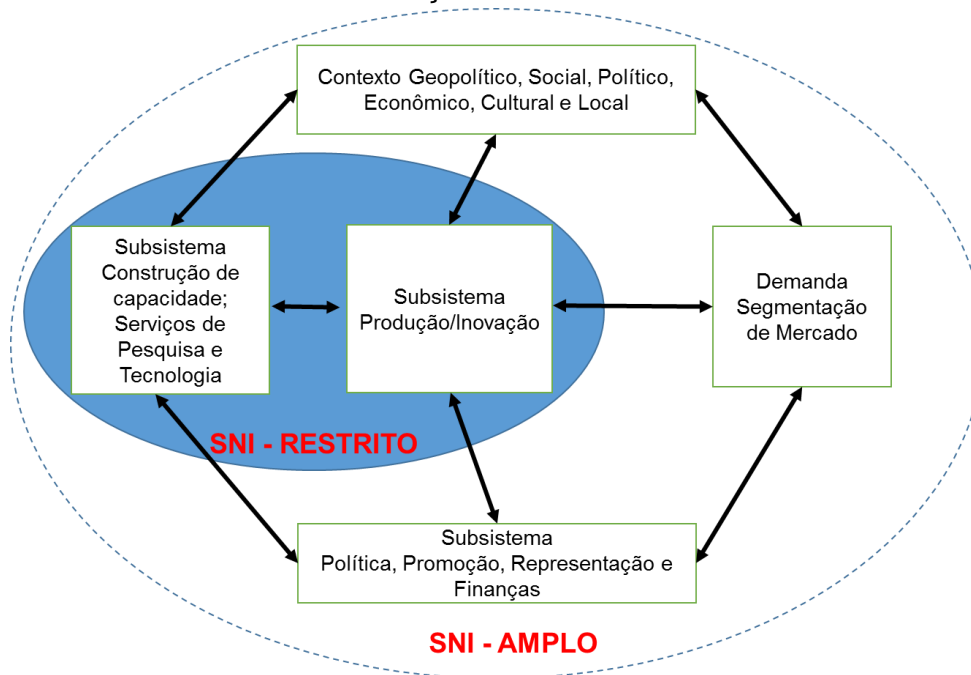 Contexto Geopolítico, Social, Político,
Econômico, Cultural e Local
Subsistema
Construção de
capacidade;
Serviços de
Pesquisa e
Tecnologia
Subsistema
Produção/Inovação
Demanda
Segmentação
de Mercado
SNI - RESTRITO
Subsistema
Política, Promoção, Representação e
Finanças
SNI - AMPLO